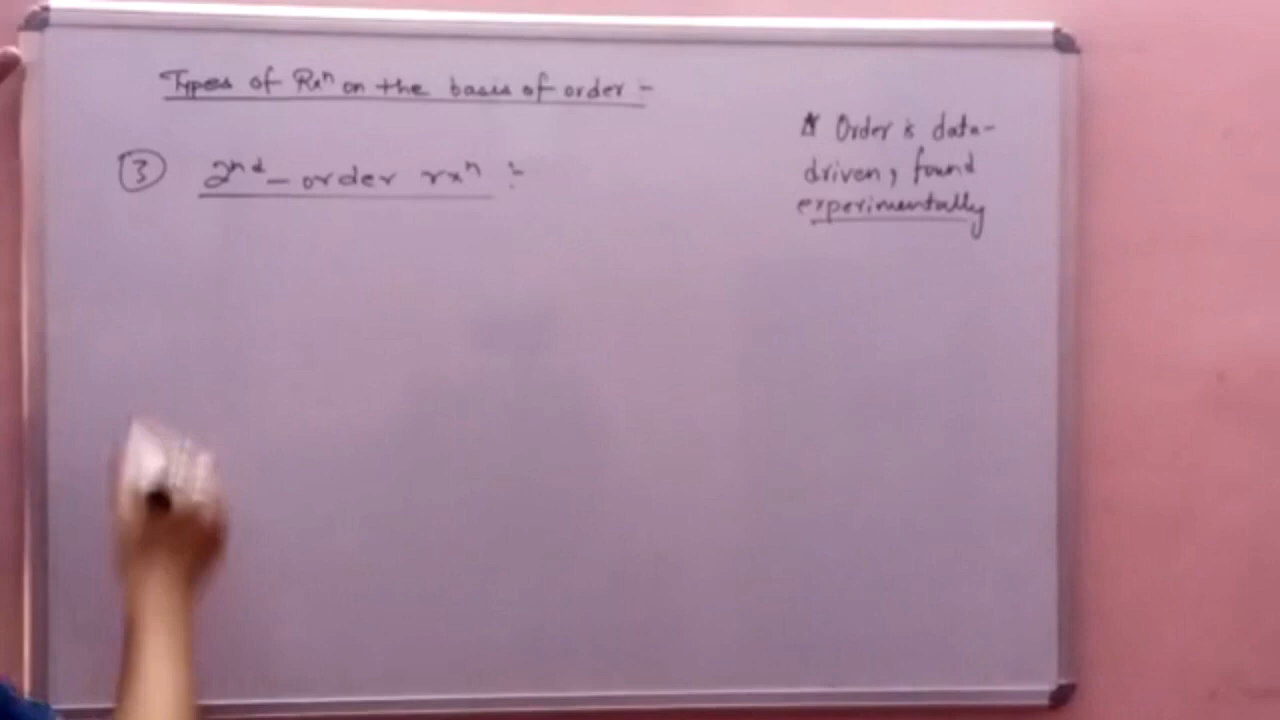 Types of Rxⁿ on the basis of order -
③ 2nd - order rxⁿ :-
* Order is data-
driven, found
experimentally